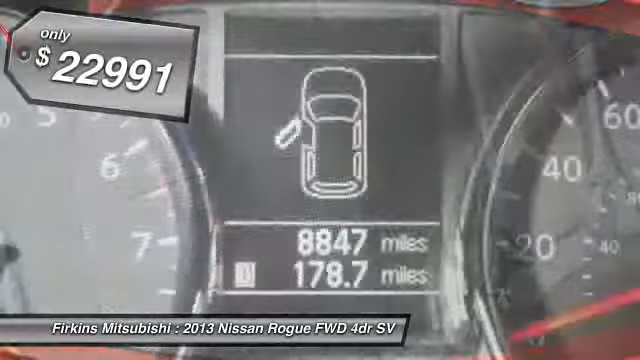 only
$ 22991
5
6
7
60
40
20
40
8847 miles
178.7 miles
Firkins Mitsubishi : 2013 Nissan Rogue FWD 4dr SV